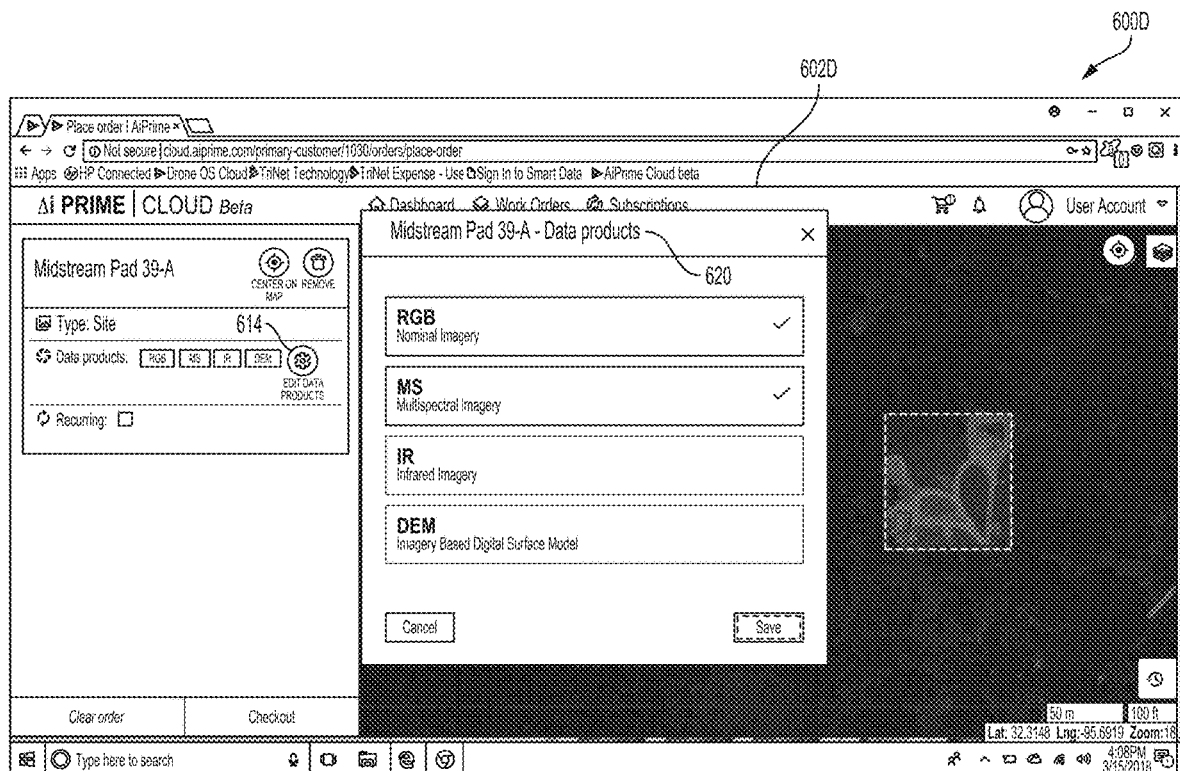 600D
602D
Place order | AiPrime ×
Not secure | cloud.aiprime.com/primary-customer/1030/orders/place-order
Apps HP Connected Drone OS Cloud TriNet Technology TriNet Expense - Use Sign In to Smart Data AiPrime Cloud beta
Ai PRIME | CLOUD Beta
Dashboard Work Orders Subscriptions
User Account
Midstream Pad 39-A
CENTER ON MAP
REMOVE
Type: Site
614
Data products: RGB MS IR DEM
EDIT DATA
PRODUCTS
Recurring:
Midstream Pad 39-A - Data products
×
620
RGB
Nominal Imagery
MS
Multispectral Imagery
IR
Infrared Imagery
DEM
Imagery Based Digital Surface Model
Cancel
Save
Clear order
Checkout
50 m
100 ft
Lat: 32.3148 Lng:-95.6919 Zoom:18
Type here to search
4:08PM
3/15/2018